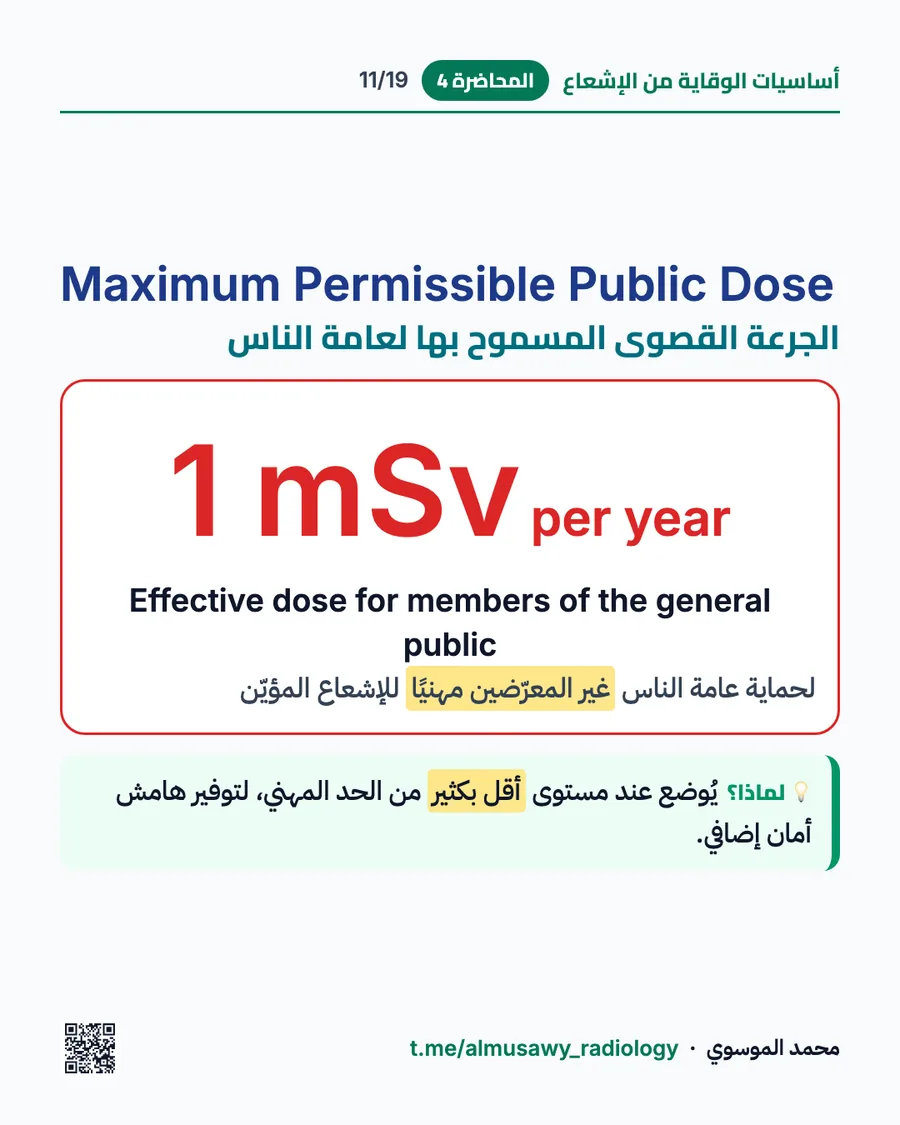 أساسيات الوقاية من الإشعاع المحاضرة 4 11/19
Maximum Permissible Public Dose
الجرعة القصوى المسموح بها لعامة الناس
1 mSv per year
Effective dose for members of the general
public
لحماية عامة الناس غير المعرّضين مهنيًا للإشعاع المؤيّن
💡 لماذا؟ يُوضع عند مستوى أقل بكثير من الحد المهني، لتوفير هامش
أمان إضافي.
محمد الموسوي · t.me/almusawy_radiology